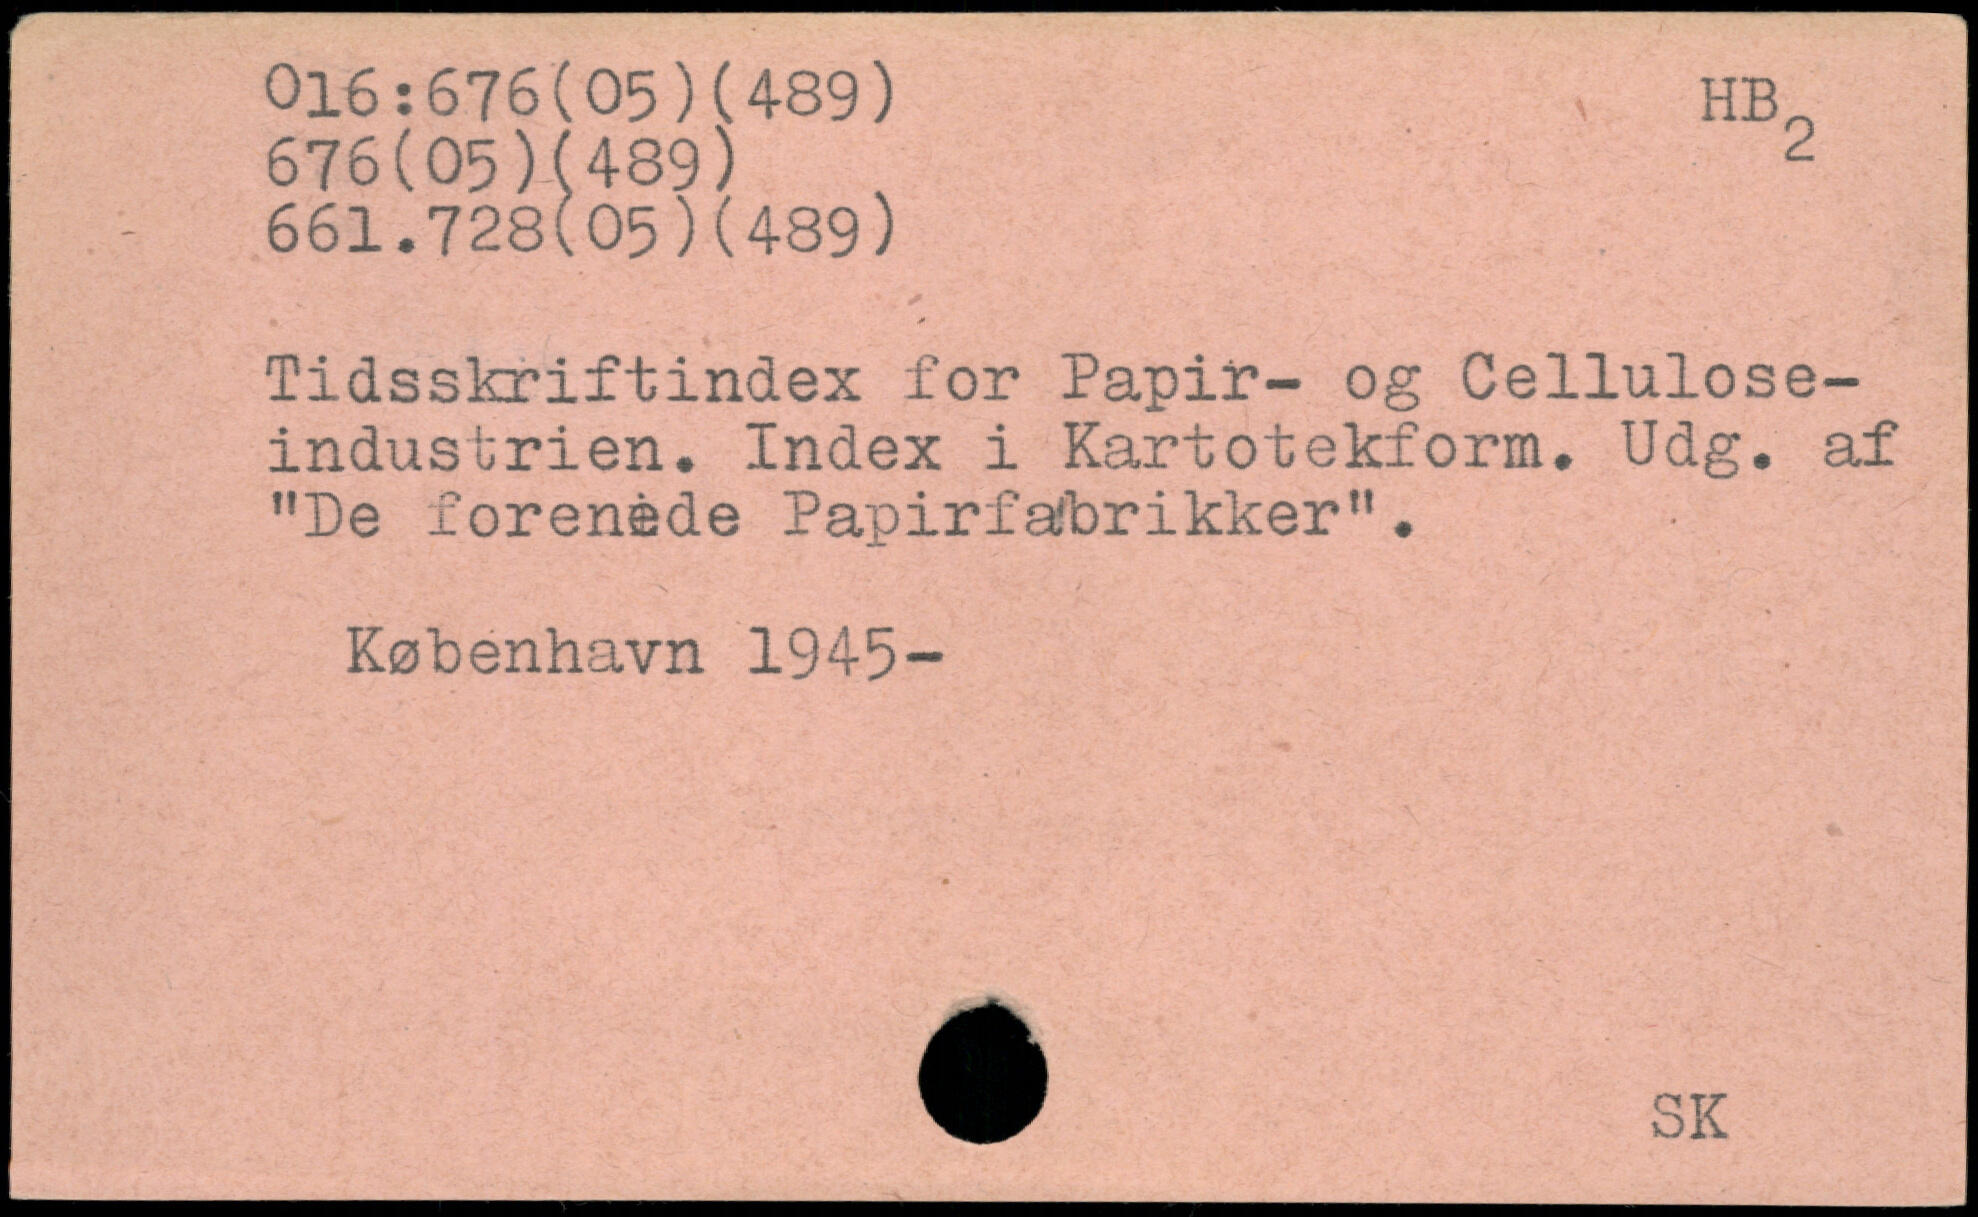 016:676(05)(489) HB2
676(05)(489)
661.728(05)(489)
Tidsskriftindex for Papir- og Cellulose-
industrien. Index i Kartotekform. Udg. af
"De forenede Papirfabrikker".
København 1945-
SK